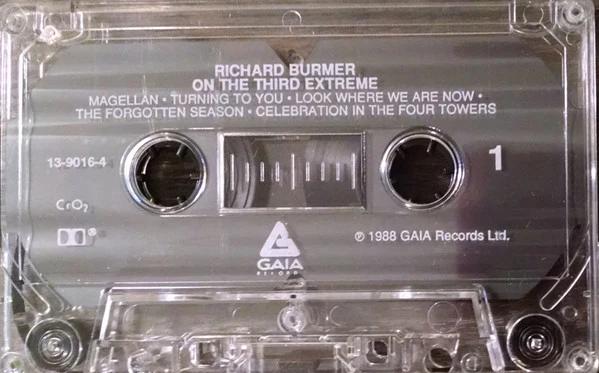 RICHARD BURMER
ON THE THIRD EXTREME
MAGELLAN • TURNING TO YOU • LOOK WHERE WE ARE NOW •
THE FORGOTTEN SEASON • CELEBRATION IN THE FOUR TOWERS
13-9016-4
1
CrO₂
GAIA
RECORDS
℗ 1988 GAIA Records Ltd.